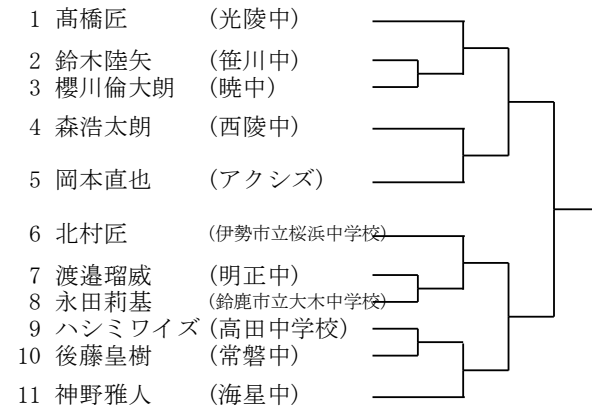 1 髙橋匠 (光陵中)
2 鈴木陸矢 (笹川中)
3 櫻川倫大朗 (暁中)
4 森浩太朗 (西陵中)
5 岡本直也 (アクシズ)
6 北村匠 (伊勢市立桜浜中学校)
7 渡邉瑠威 (明正中)
8 永田莉基 (鈴鹿市立大木中学校)
9 ハシミワイズ (高田中学校)
10 後藤皇樹 (常磐中)
11 神野雅人 (海星中)